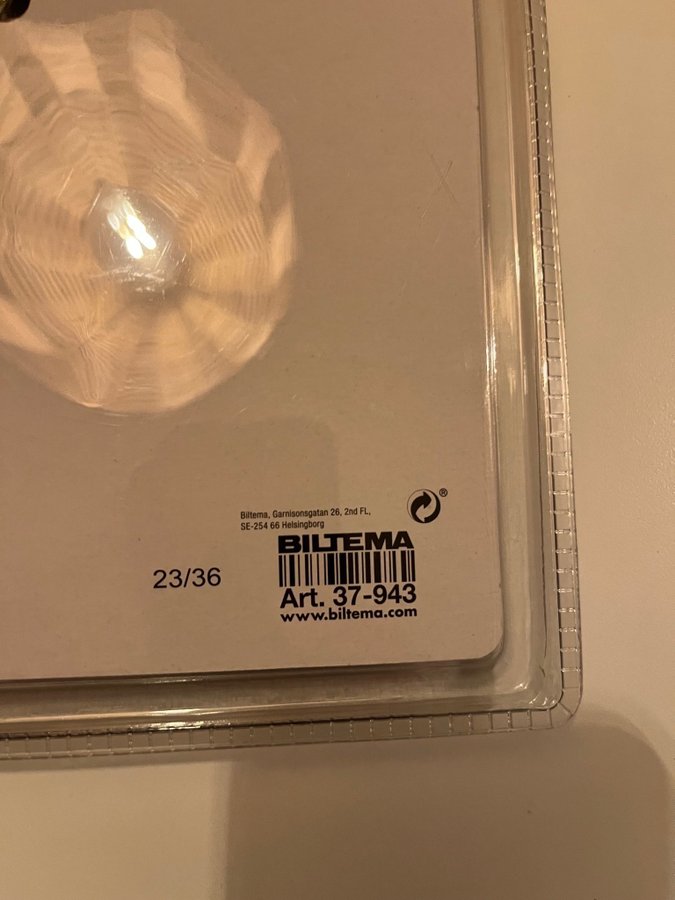 Biltema, Garnisonsgatan 26, 2nd FL,
SE-254 66 Helsingborg
®
BILTEMA
23/36
Art. 37-943
www.biltema.com